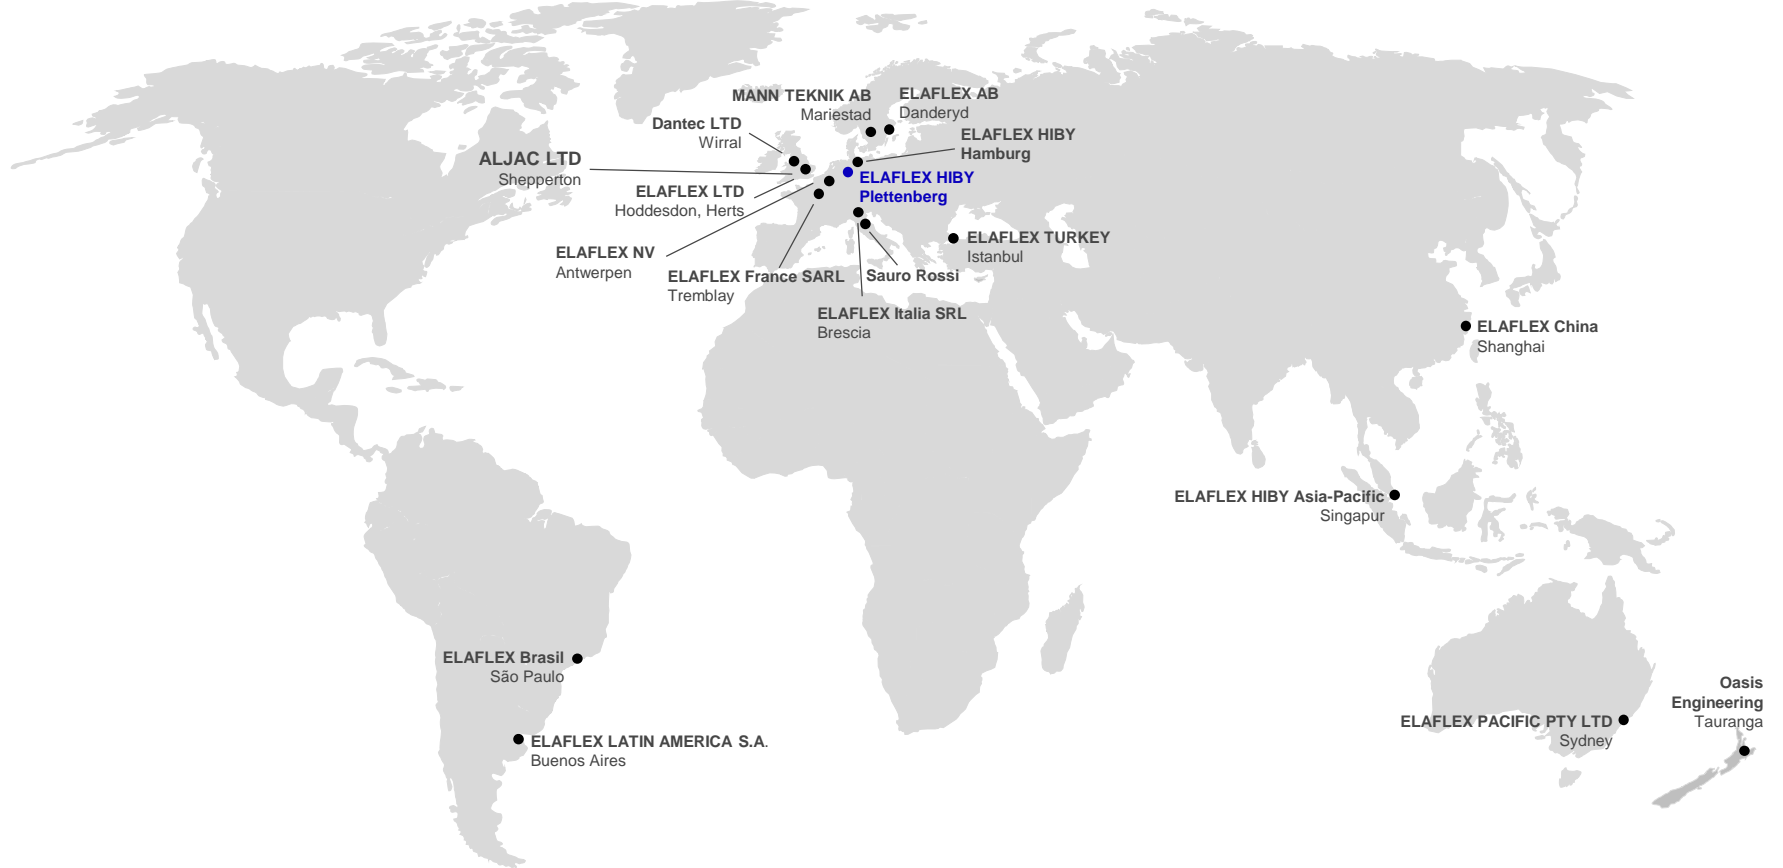 MANN TEKNIK AB
Mariestad
ELAFLEX AB
Danderyd
Dantec LTD
Wirral
ELAFLEX HIBY
Hamburg
ALJAC LTD
Shepperton
ELAFLEX HIBY
Plettenberg
ELAFLEX LTD
Hoddesdon, Herts
ELAFLEX NV
Antwerpen
ELAFLEX TURKEY
Istanbul
ELAFLEX France SARL
Tremblay
Sauro Rossi
ELAFLEX Italia SRL
Brescia
ELAFLEX China
Shanghai
ELAFLEX HIBY Asia-Pacific
Singapur
ELAFLEX Brasil
São Paulo
Oasis
Engineering
Tauranga
ELAFLEX PACIFIC PTY LTD
Sydney
ELAFLEX LATIN AMERICA S.A.
Buenos Aires